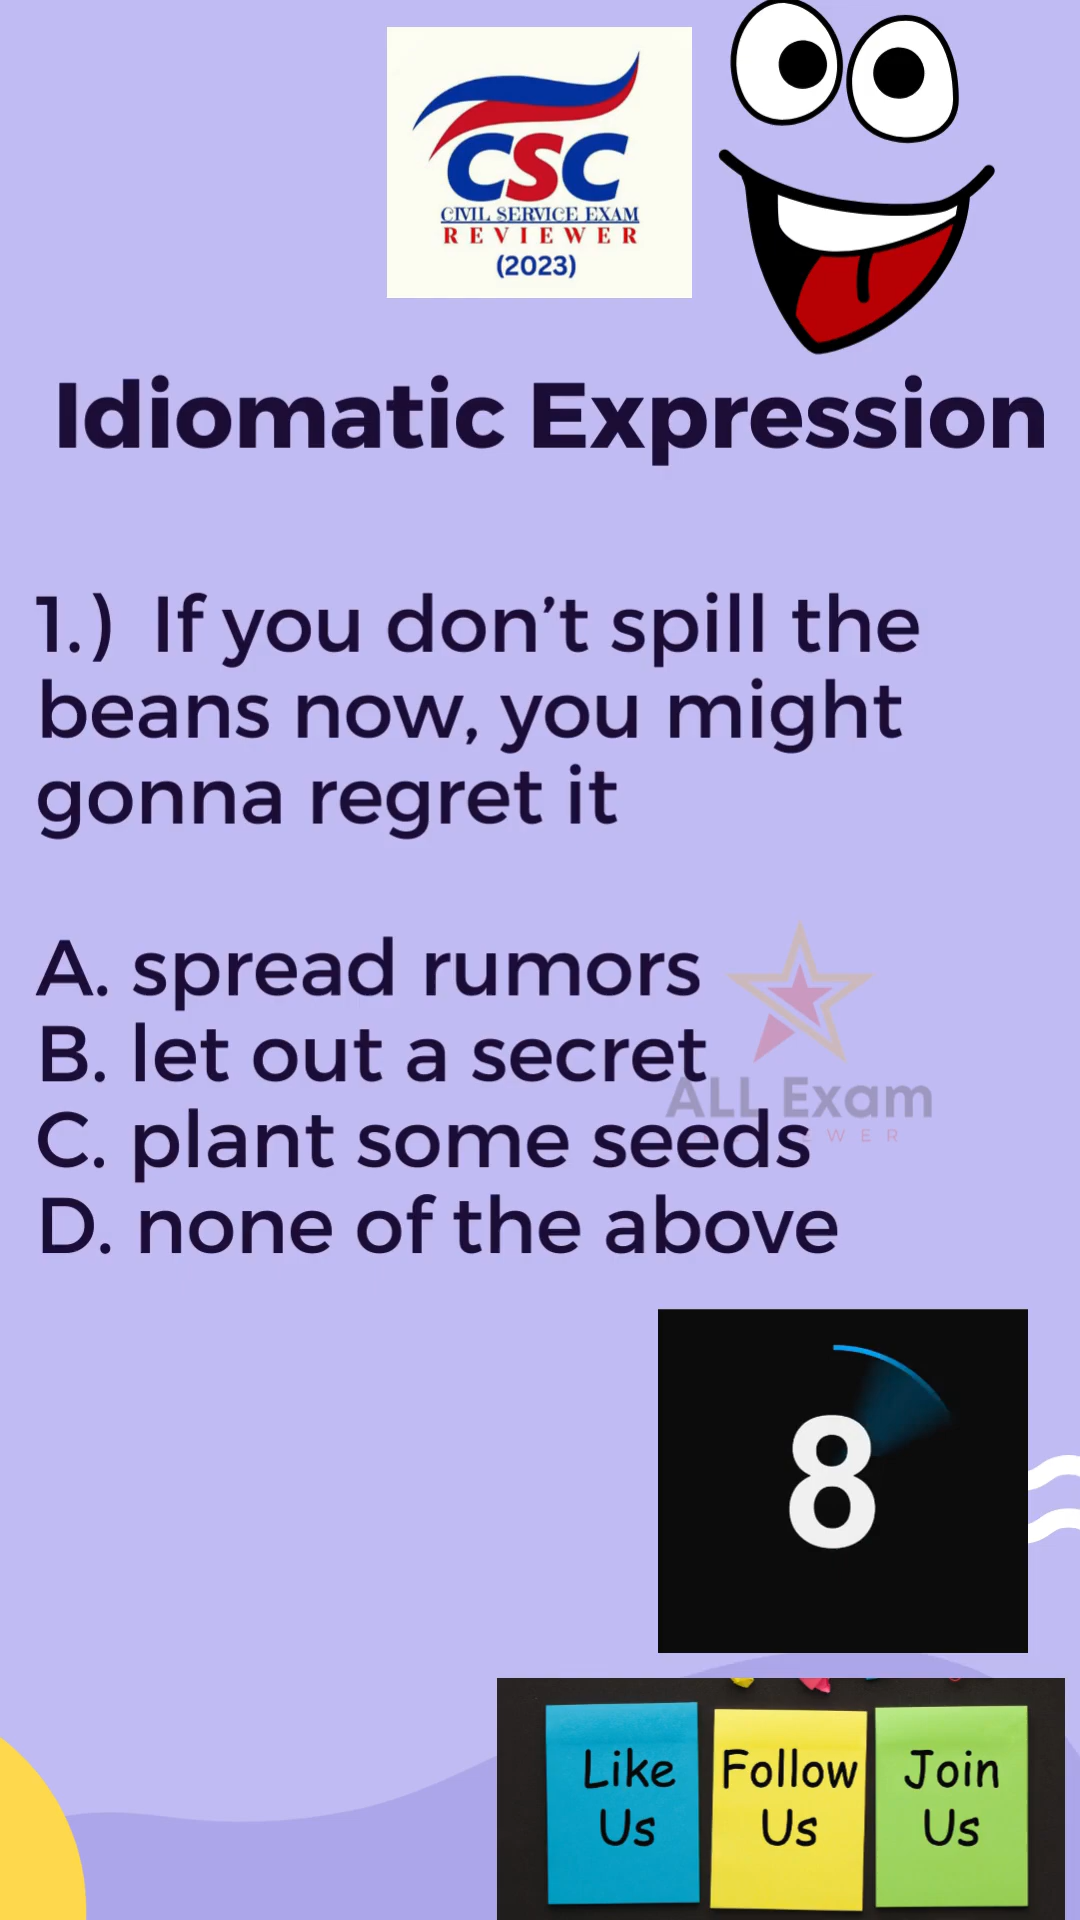 CSC
CIVIL SERVICE EXAM
REVIEWER
(2023)
Idiomatic Expression
1.) If you don’t spill the
beans now, you might
gonna regret it
A. spread rumors
B. let out a secret
C. plant some seeds
D. none of the above
ALL Exam
8
Like
Us
Follow
Us
Join
Us